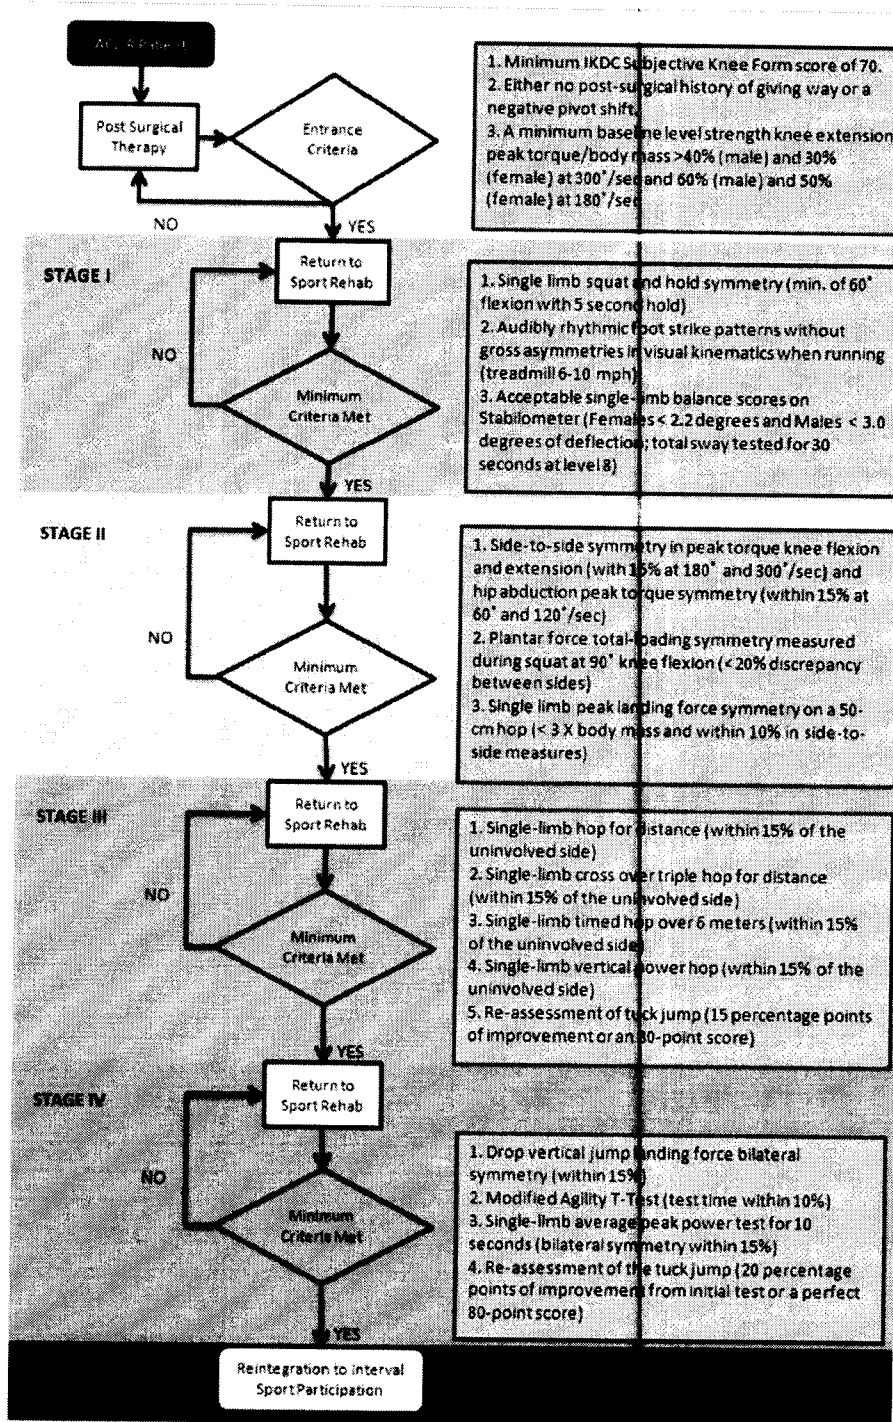 Patient
Post Surgical
Therapy
Entrance
Criteria
NO
YES
1. Minimum IKDC Subjective Knee Form score of 70.
2. Either no post-surgical history of giving way or a
negative pivot shift.
3. A minimum baseline level strength knee extension
peak torque/body mass >40% (male) and 30%
(female) at 300˚/sec and 60% (male) and 50%
(female) at 180˚/sec
STAGE I
Return to
Sport Rehab
NO
Minimum
Criteria Met
YES
1. Single limb squat and hold symmetry (min. of 60˚
flexion with 5 second hold)
2. Audibly rhythmic foot strike patterns without
gross asymmetries in visual kinematics when running
(treadmill 6-10 mph)
3. Acceptable single-limb balance scores on
Stabilometer (Females < 2.2 degrees and Males < 3.0
degrees of deflection; total sway tested for 30
seconds at level 8)
STAGE II
Return to
Sport Rehab
NO
Minimum
Criteria Met
YES
1. Side-to-side symmetry in peak torque knee flexion
and extension (with 15% at 180˚ and 300˚/sec) and
hip abduction peak torque symmetry (within 15% at
60˚ and 120˚/sec)
2. Plantar force total-loading symmetry measured
during squat at 90˚ knee flexion (<20% discrepancy
between sides)
3. Single limb peak landing force symmetry on a 50-
cm hop (< 3 X body mass and within 10% in side-to-
side measures)
STAGE III
Return to
Sport Rehab
NO
Minimum
Criteria Met
YES
1. Single-limb hop for distance (within 15% of the
uninvolved side)
2. Single-limb cross over triple hop for distance
(within 15% of the uninvolved side)
3. Single-limb timed hop over 6 meters (within 15%
of the uninvolved side)
4. Single-limb vertical power hop (within 15% of the
uninvolved side)
5. Re-assessment of tuck jump (15 percentage points
of improvement or an 80-point score)
STAGE IV
Return to
Sport Rehab
NO
Minimum
Criteria Met
YES
1. Drop vertical jump landing force bilateral
symmetry (within 15%)
2. Modified Agility T-Test (test time within 10%)
3. Single-limb average peak power test for 10
seconds (bilateral symmetry within 15%)
4. Re-assessment of the tuck jump (20 percentage
points of improvement from initial test or a perfect
80-point score)
Reintegration to Interval
Sport Participation